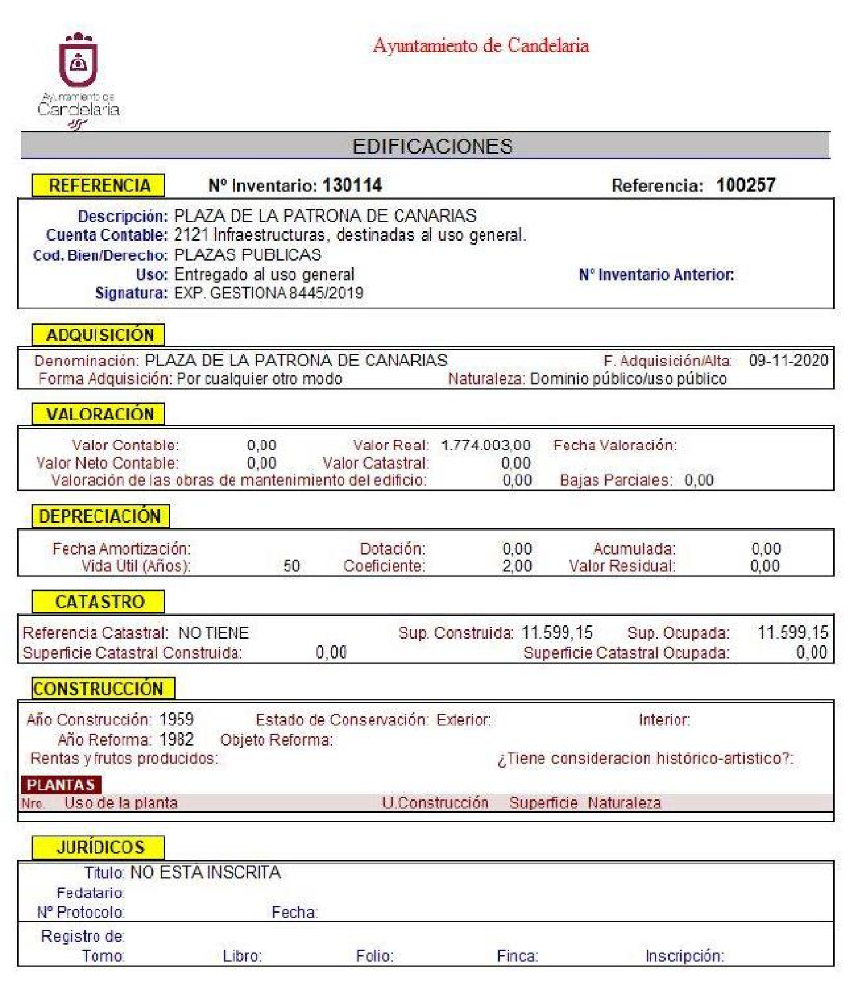 Ayuntamiento de Candelaria
Ayuntamiento de
Candelaria
EDIFICACIONES
REFERENCIA Nº Inventario: 130114 Referencia: 100257
Descripción: PLAZA DE LA PATRONA DE CANARIAS
Cuenta Contable: 2121 Infraestructuras, destinadas al uso general.
Cod. Bien/Derecho: PLAZAS PUBLICAS
Uso: Entregado al uso general Nº Inventario Anterior:
Signatura: EXP. GESTIONA 8445/2019
ADQUISICIÓN
Denominación: PLAZA DE LA PATRONA DE CANARIAS F. Adquisición/Alta: 09-11-2020
Forma Adquisición: Por cualquier otro modo Naturaleza: Dominio público/uso público
VALORACIÓN
Valor Contable: 0,00 Valor Real: 1.774.003,00 Fecha Valoración:
Valor Neto Contable: 0,00 Valor Catastral: 0,00
Valoración de las obras de mantenimiento del edificio: 0,00 Bajas Parciales: 0,00
DEPRECIACIÓN
Fecha Amortización: Dotación: 0,00 Acumulada: 0,00
Vida Útil (Años): 50 Coeficiente: 2,00 Valor Residual: 0,00
CATASTRO
Referencia Catastral: NO TIENE Sup. Construida: 11.599,15 Sup. Ocupada: 11.599,15
Superficie Catastral Construida: 0,00 Superficie Catastral Ocupada: 0,00
CONSTRUCCIÓN
Año Construcción: 1959 Estado de Conservación: Exterior: Interior:
Año Reforma: 1982 Objeto Reforma:
Rentas y frutos producidos: ¿Tiene consideracion histórico-artistico?:
PLANTAS
Nro. Uso de la planta U.Construcción Superficie Naturaleza
JURÍDICOS
Titulo: NO ESTA INSCRITA
Fedatario:
Nº Protocolo: Fecha:
Registro de:
Tomo: Libro: Folio: Finca: Inscripción: